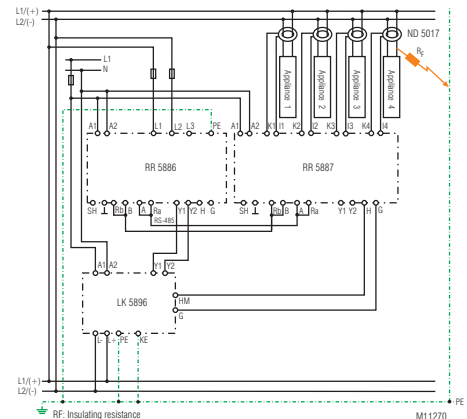 L1/(+)
L2/(-)
ND 5017
RF
L1
N
Appliance 1
Appliance 2
Appliance 3
Appliance 4
A1 A2 L1 L2 L3 PE A1 A2 K1 I1 K2 I2 K3 I3 K4 I4
RR 5886
RR 5887
SH ⊥ Rb B A Ra Y1 Y2 H G SH ⊥ Rb B A Ra Y1 Y2 H G
RS-485
A1 A2 Y1 Y2
LK 5896
HM
G
L- L+ PE KE
L1/(+)
L2/(-)
PE
RF: Insulating resistance
M11270